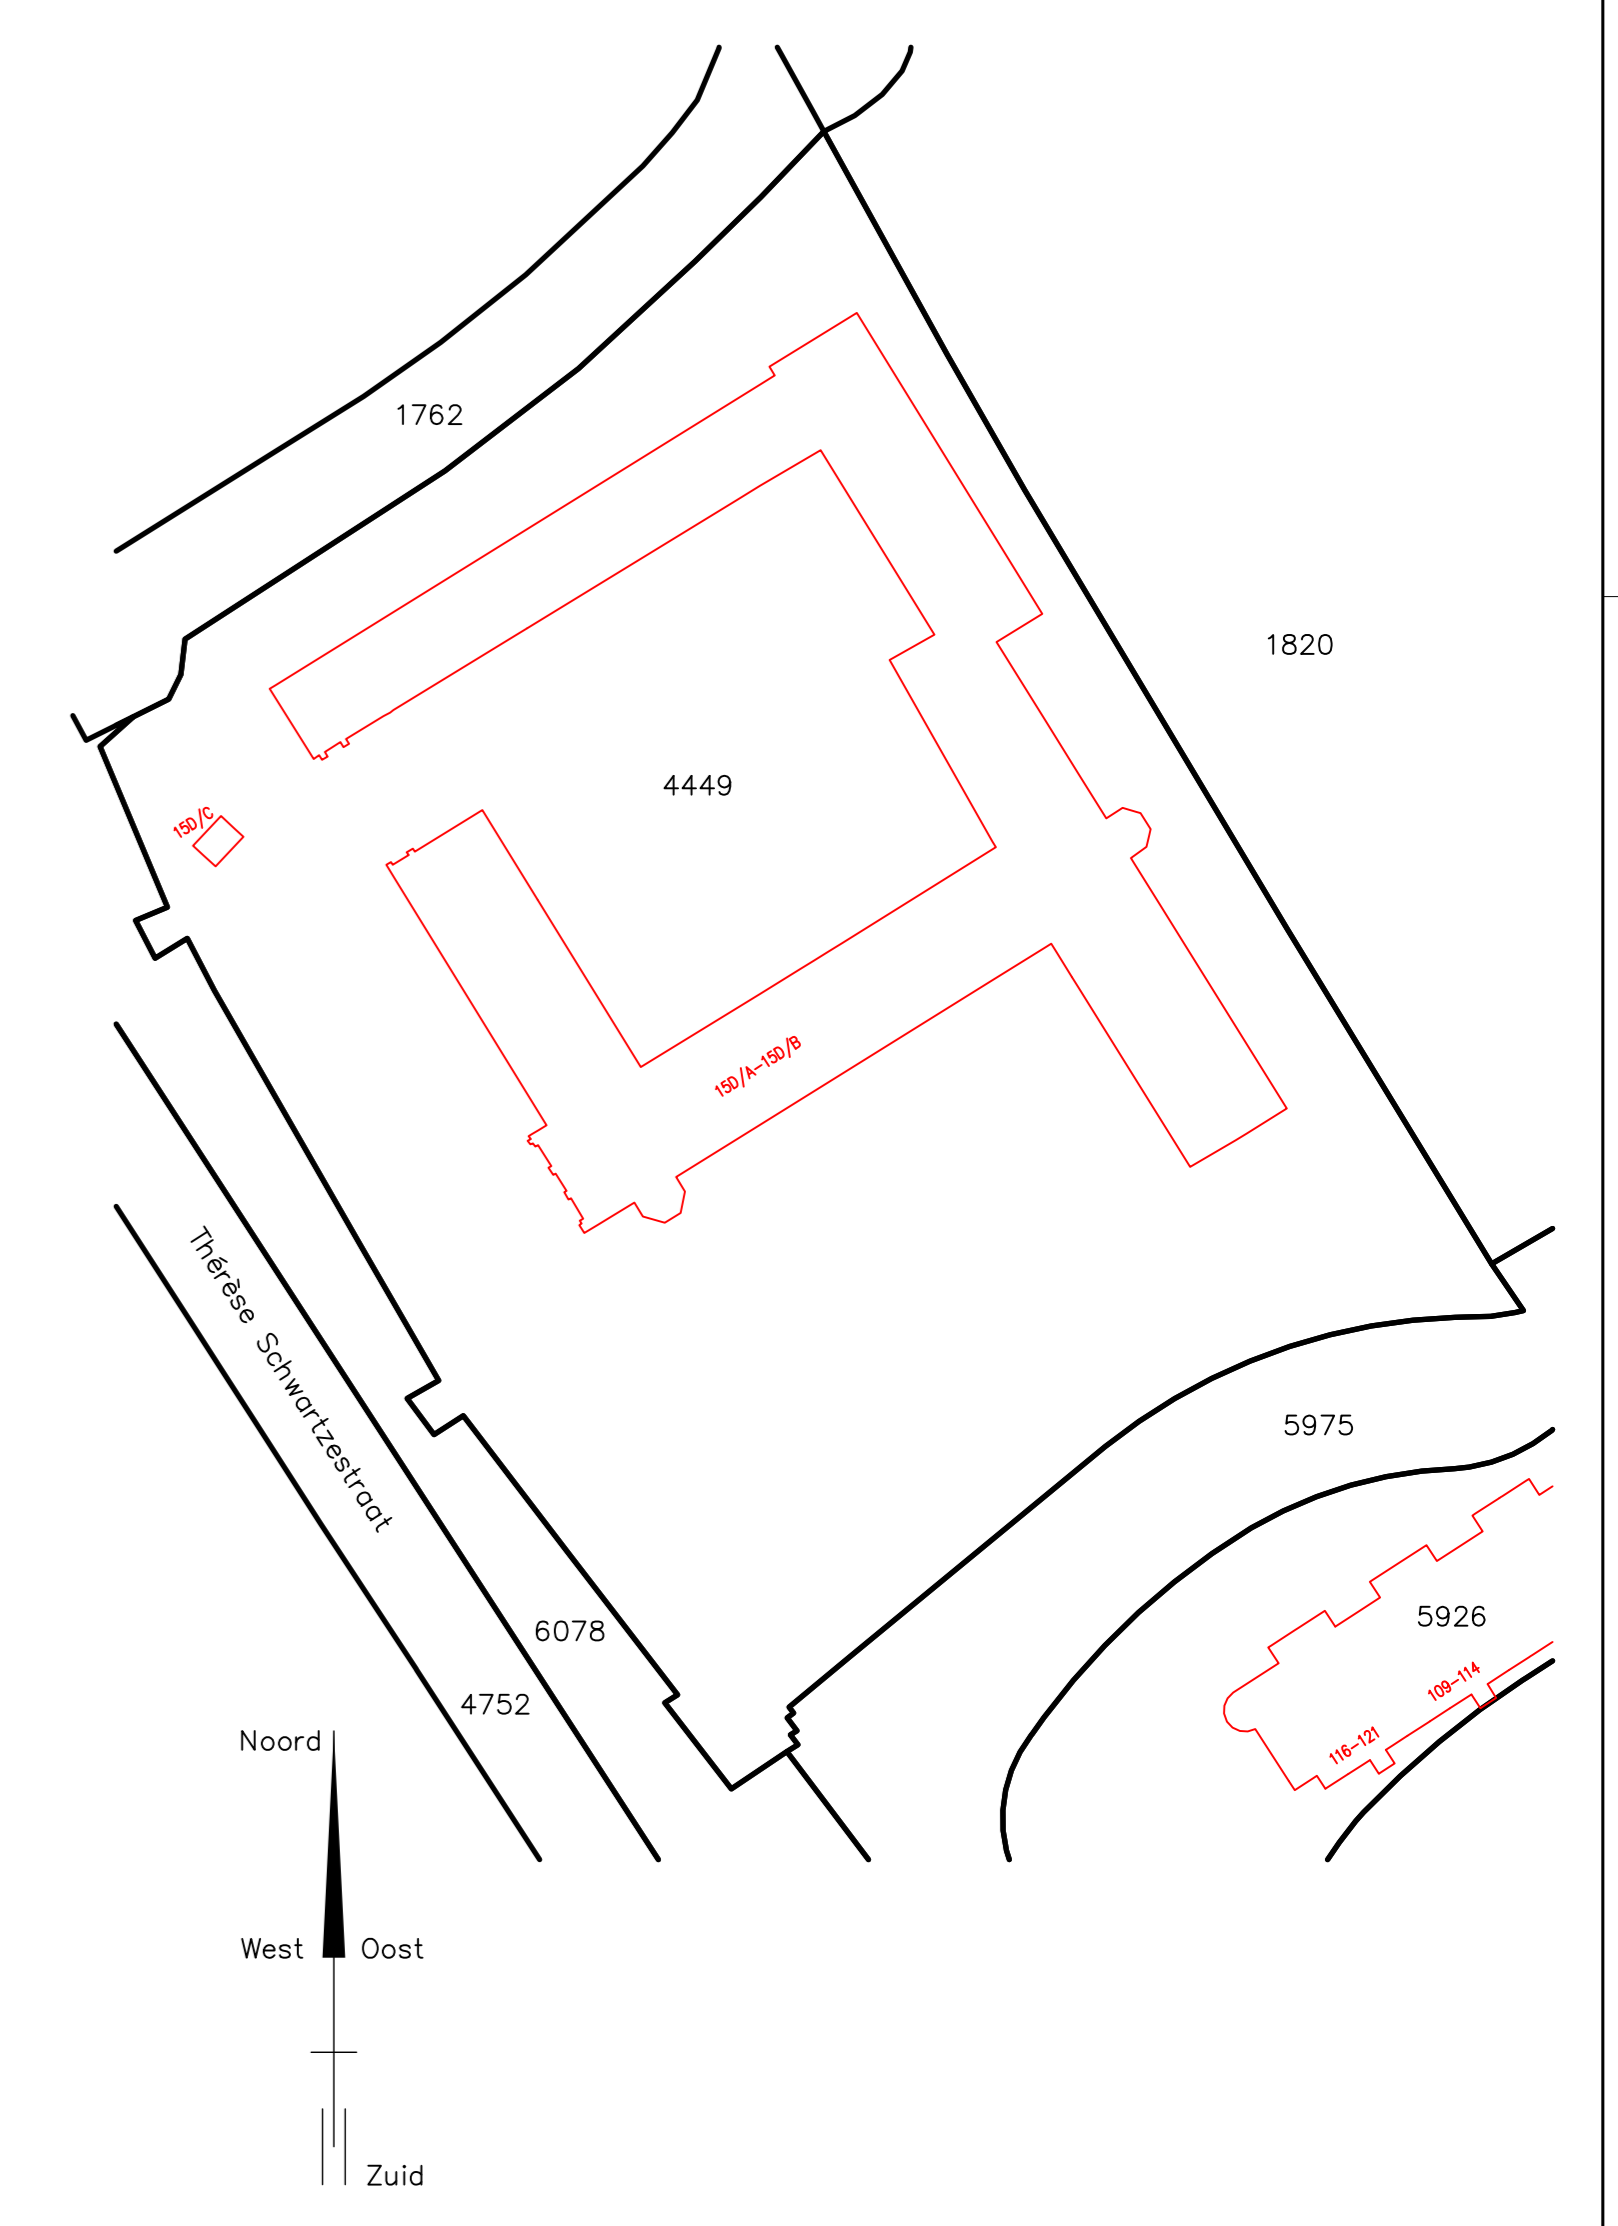 1762
1820
4449
15D/C
15D/A-15D/B
Thérèse Schwartzestraat
5975
5926
6078
109-114
4752
116-121
Noord
West
Oost
Zuid